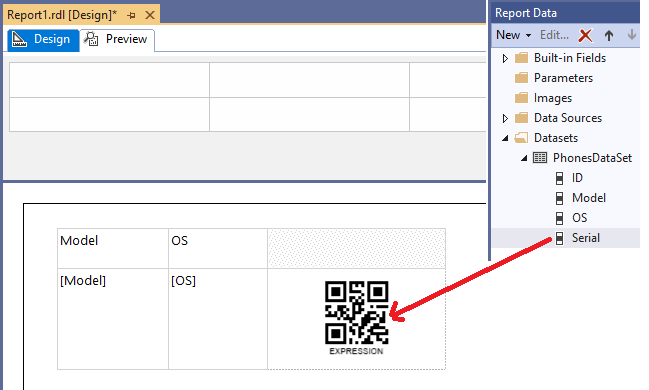 Report1.rdl [Design]*
Design Preview
Report Data
New Edit...
Built-in Fields
Parameters
Images
Data Sources
Datasets
PhonesDataSet
ID
Model
OS
Serial
Model OS
[Model] [OS]
EXPRESSION